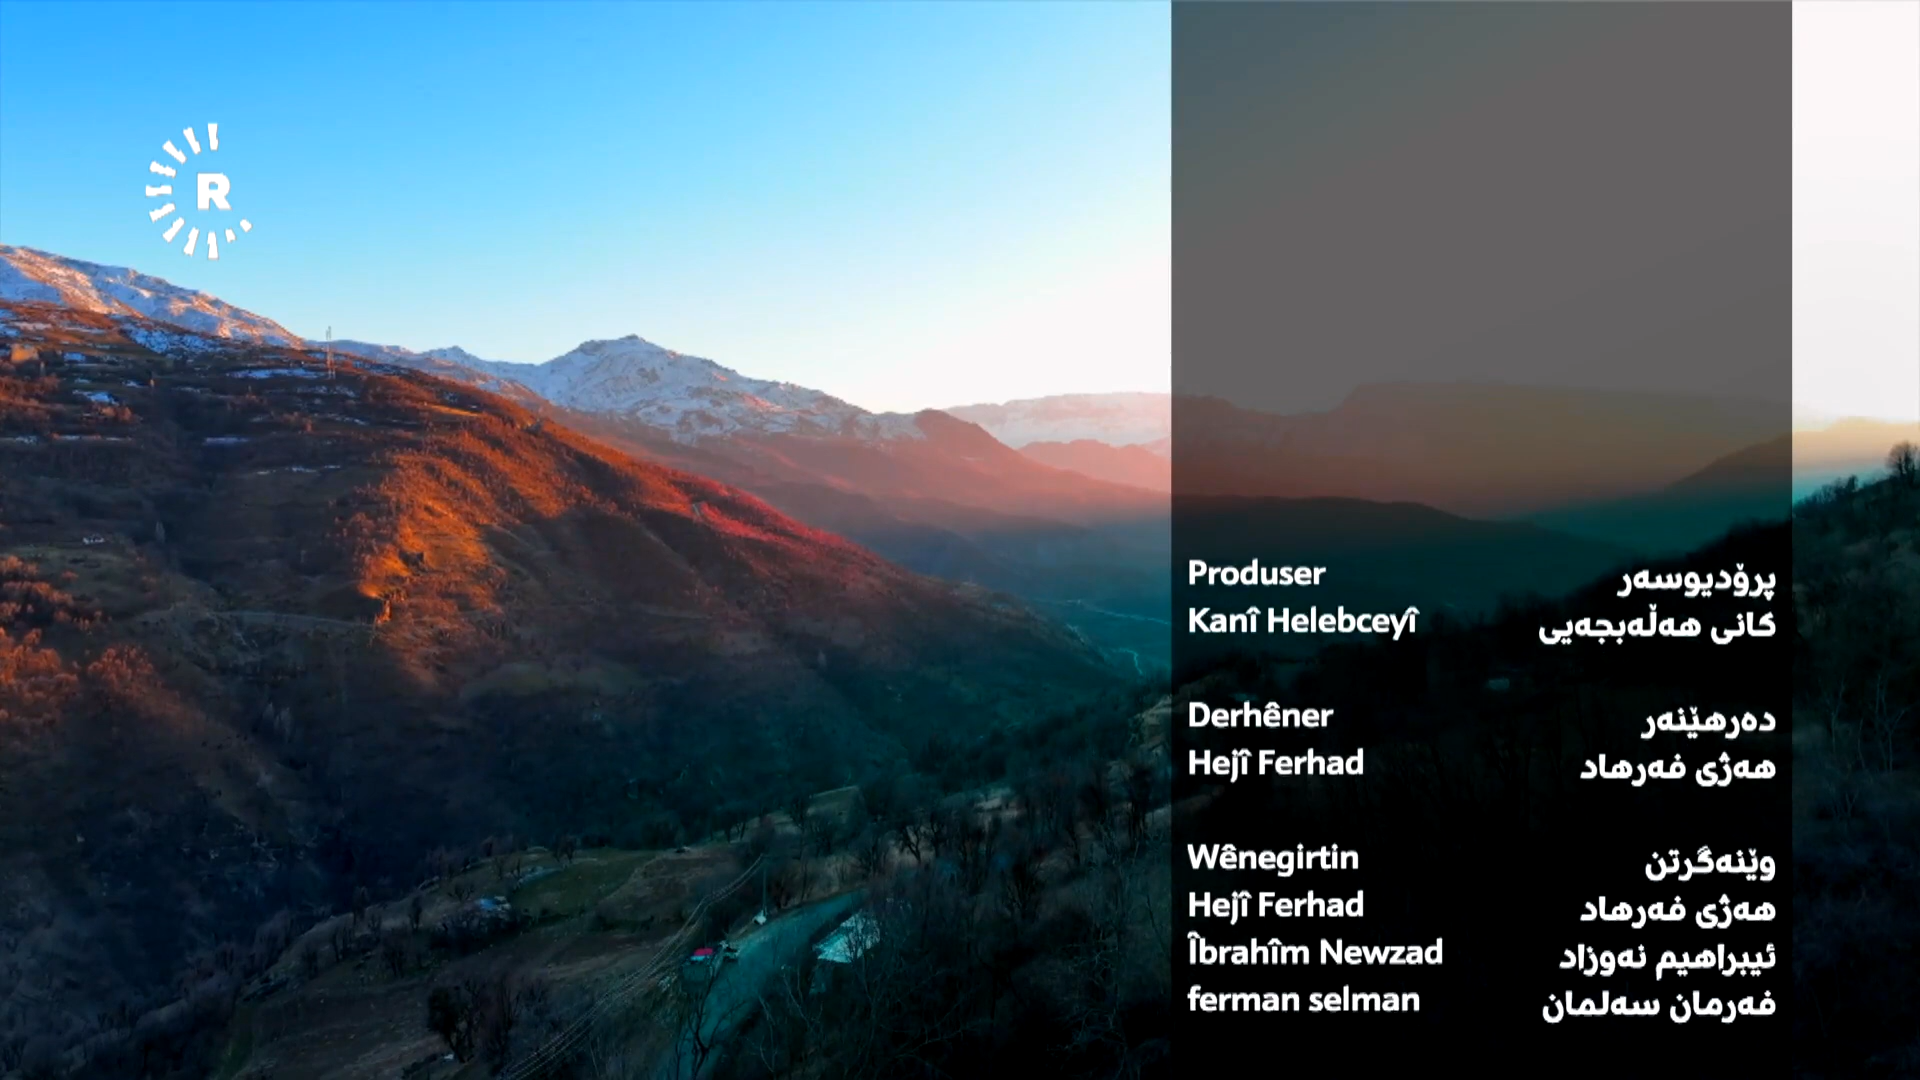 R
Produser
پرۆدیوسەر
Kanî Helebceyî
کانی هەڵەبجەیی
Derhêner
دەرهێنەر
Hejî Ferhad
هەژی فەرهاد
Wênegirtin
وێنەگرتن
Hejî Ferhad
هەژی فەرهاد
Îbrahîm Newzad
ئیبراهیم نەوزاد
ferman selman
فەرمان سەلمان